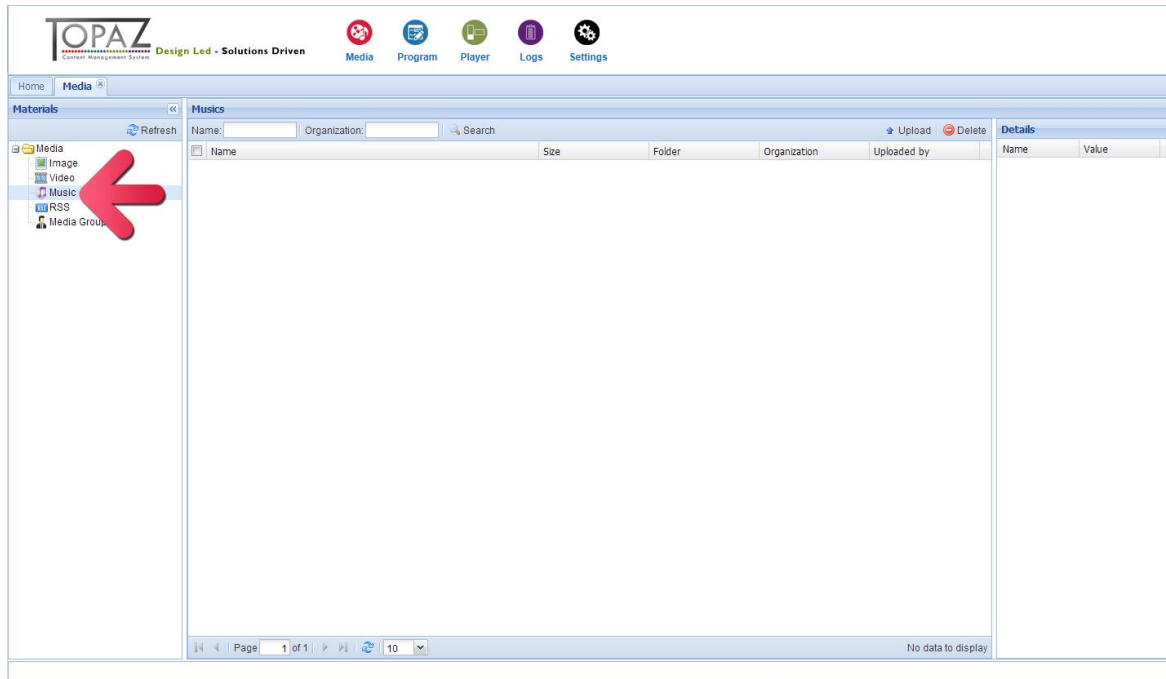 TOPAZ
Content Management System
Design Led - Solutions Driven
Media Program Player Logs Settings
Home Media
Materials
Refresh
Media
Image
Video
Music
RSS
Media Group
Musics
Name: Organization: Search Upload Delete
Name Size Folder Organization Uploaded by
Details
Name Value
Page 1 of 1 10 No data to display